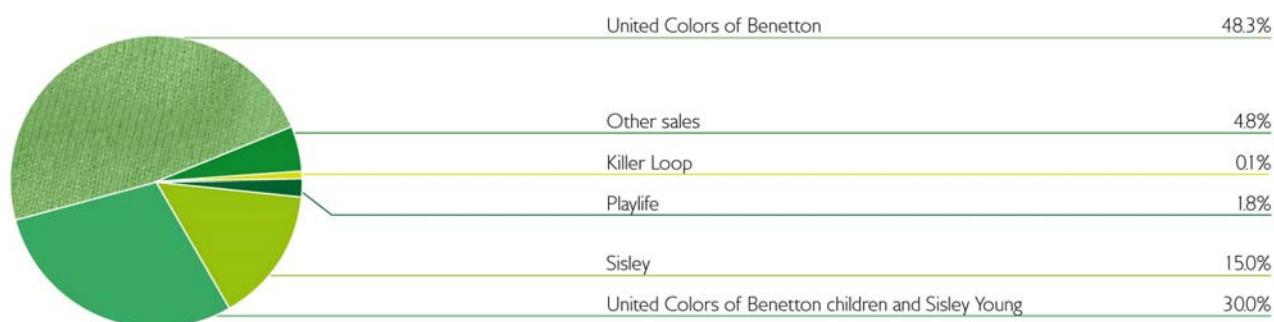 United Colors of Benetton 48.3%
Other sales 4.8%
Killer Loop 0.1%
Playlife 1.8%
Sisley 15.0%
United Colors of Benetton children and Sisley Young 30.0%